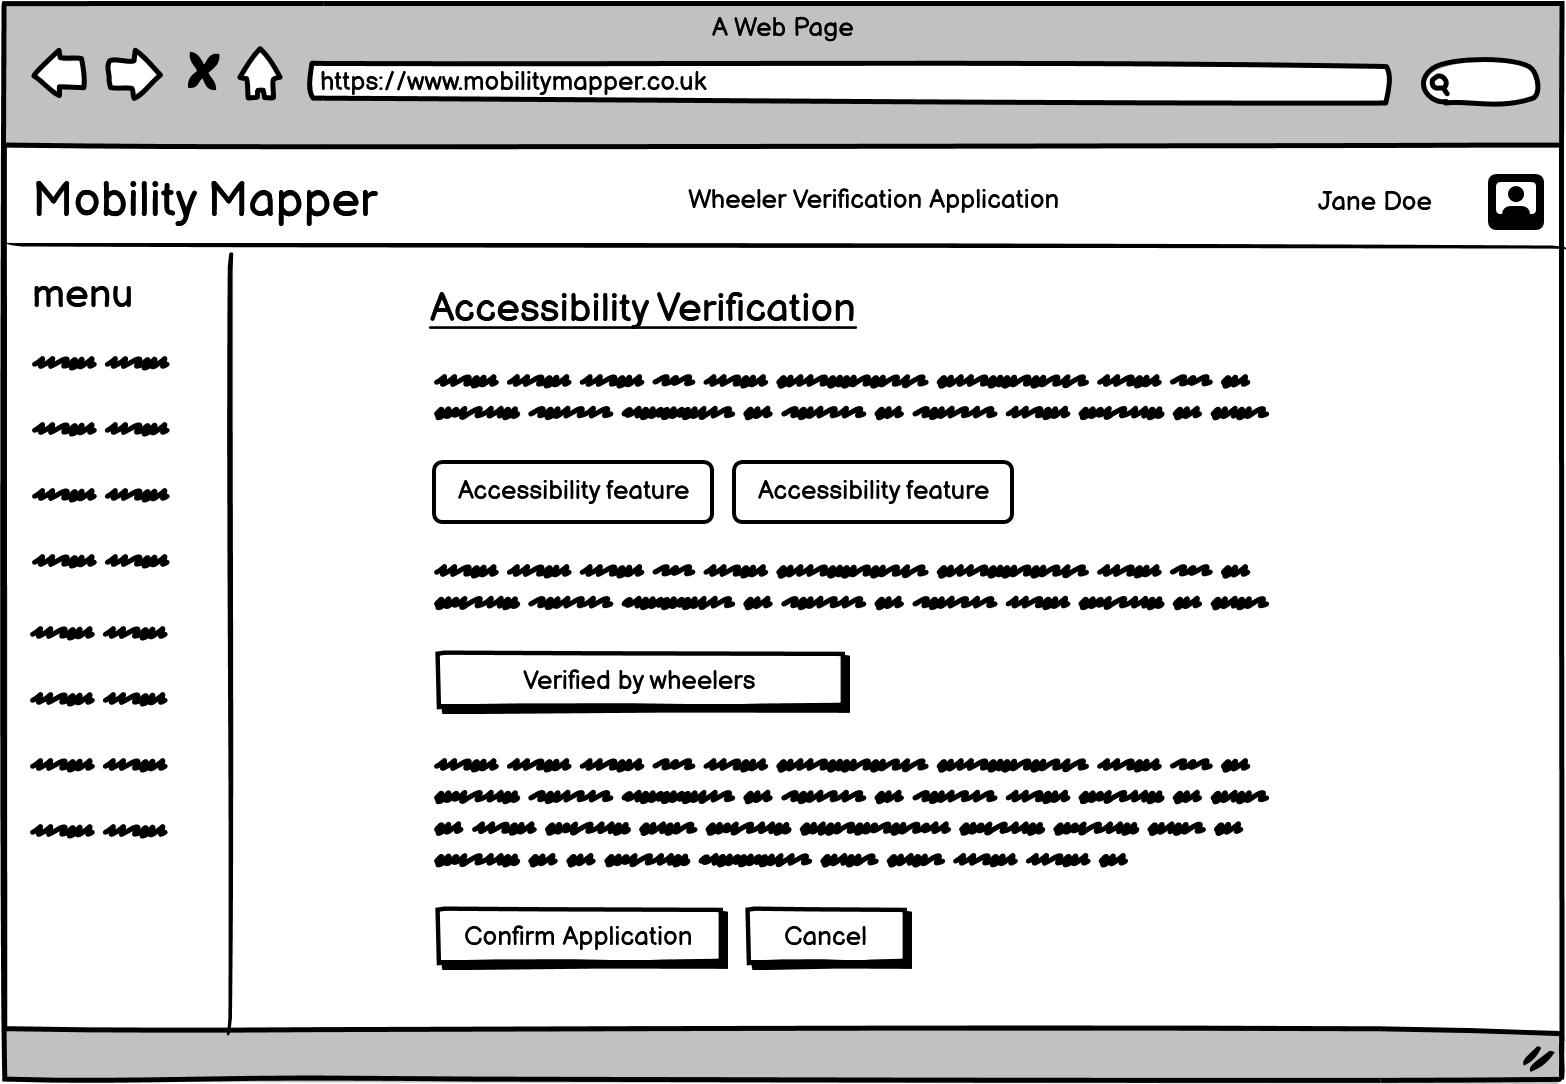 A Web Page
https://www.mobilitymapper.co.uk
Mobility Mapper
Wheeler Verification Application
Jane Doe
menu
Accessibility Verification
Accessibility feature
Accessibility feature
Verified by wheelers
Confirm Application
Cancel